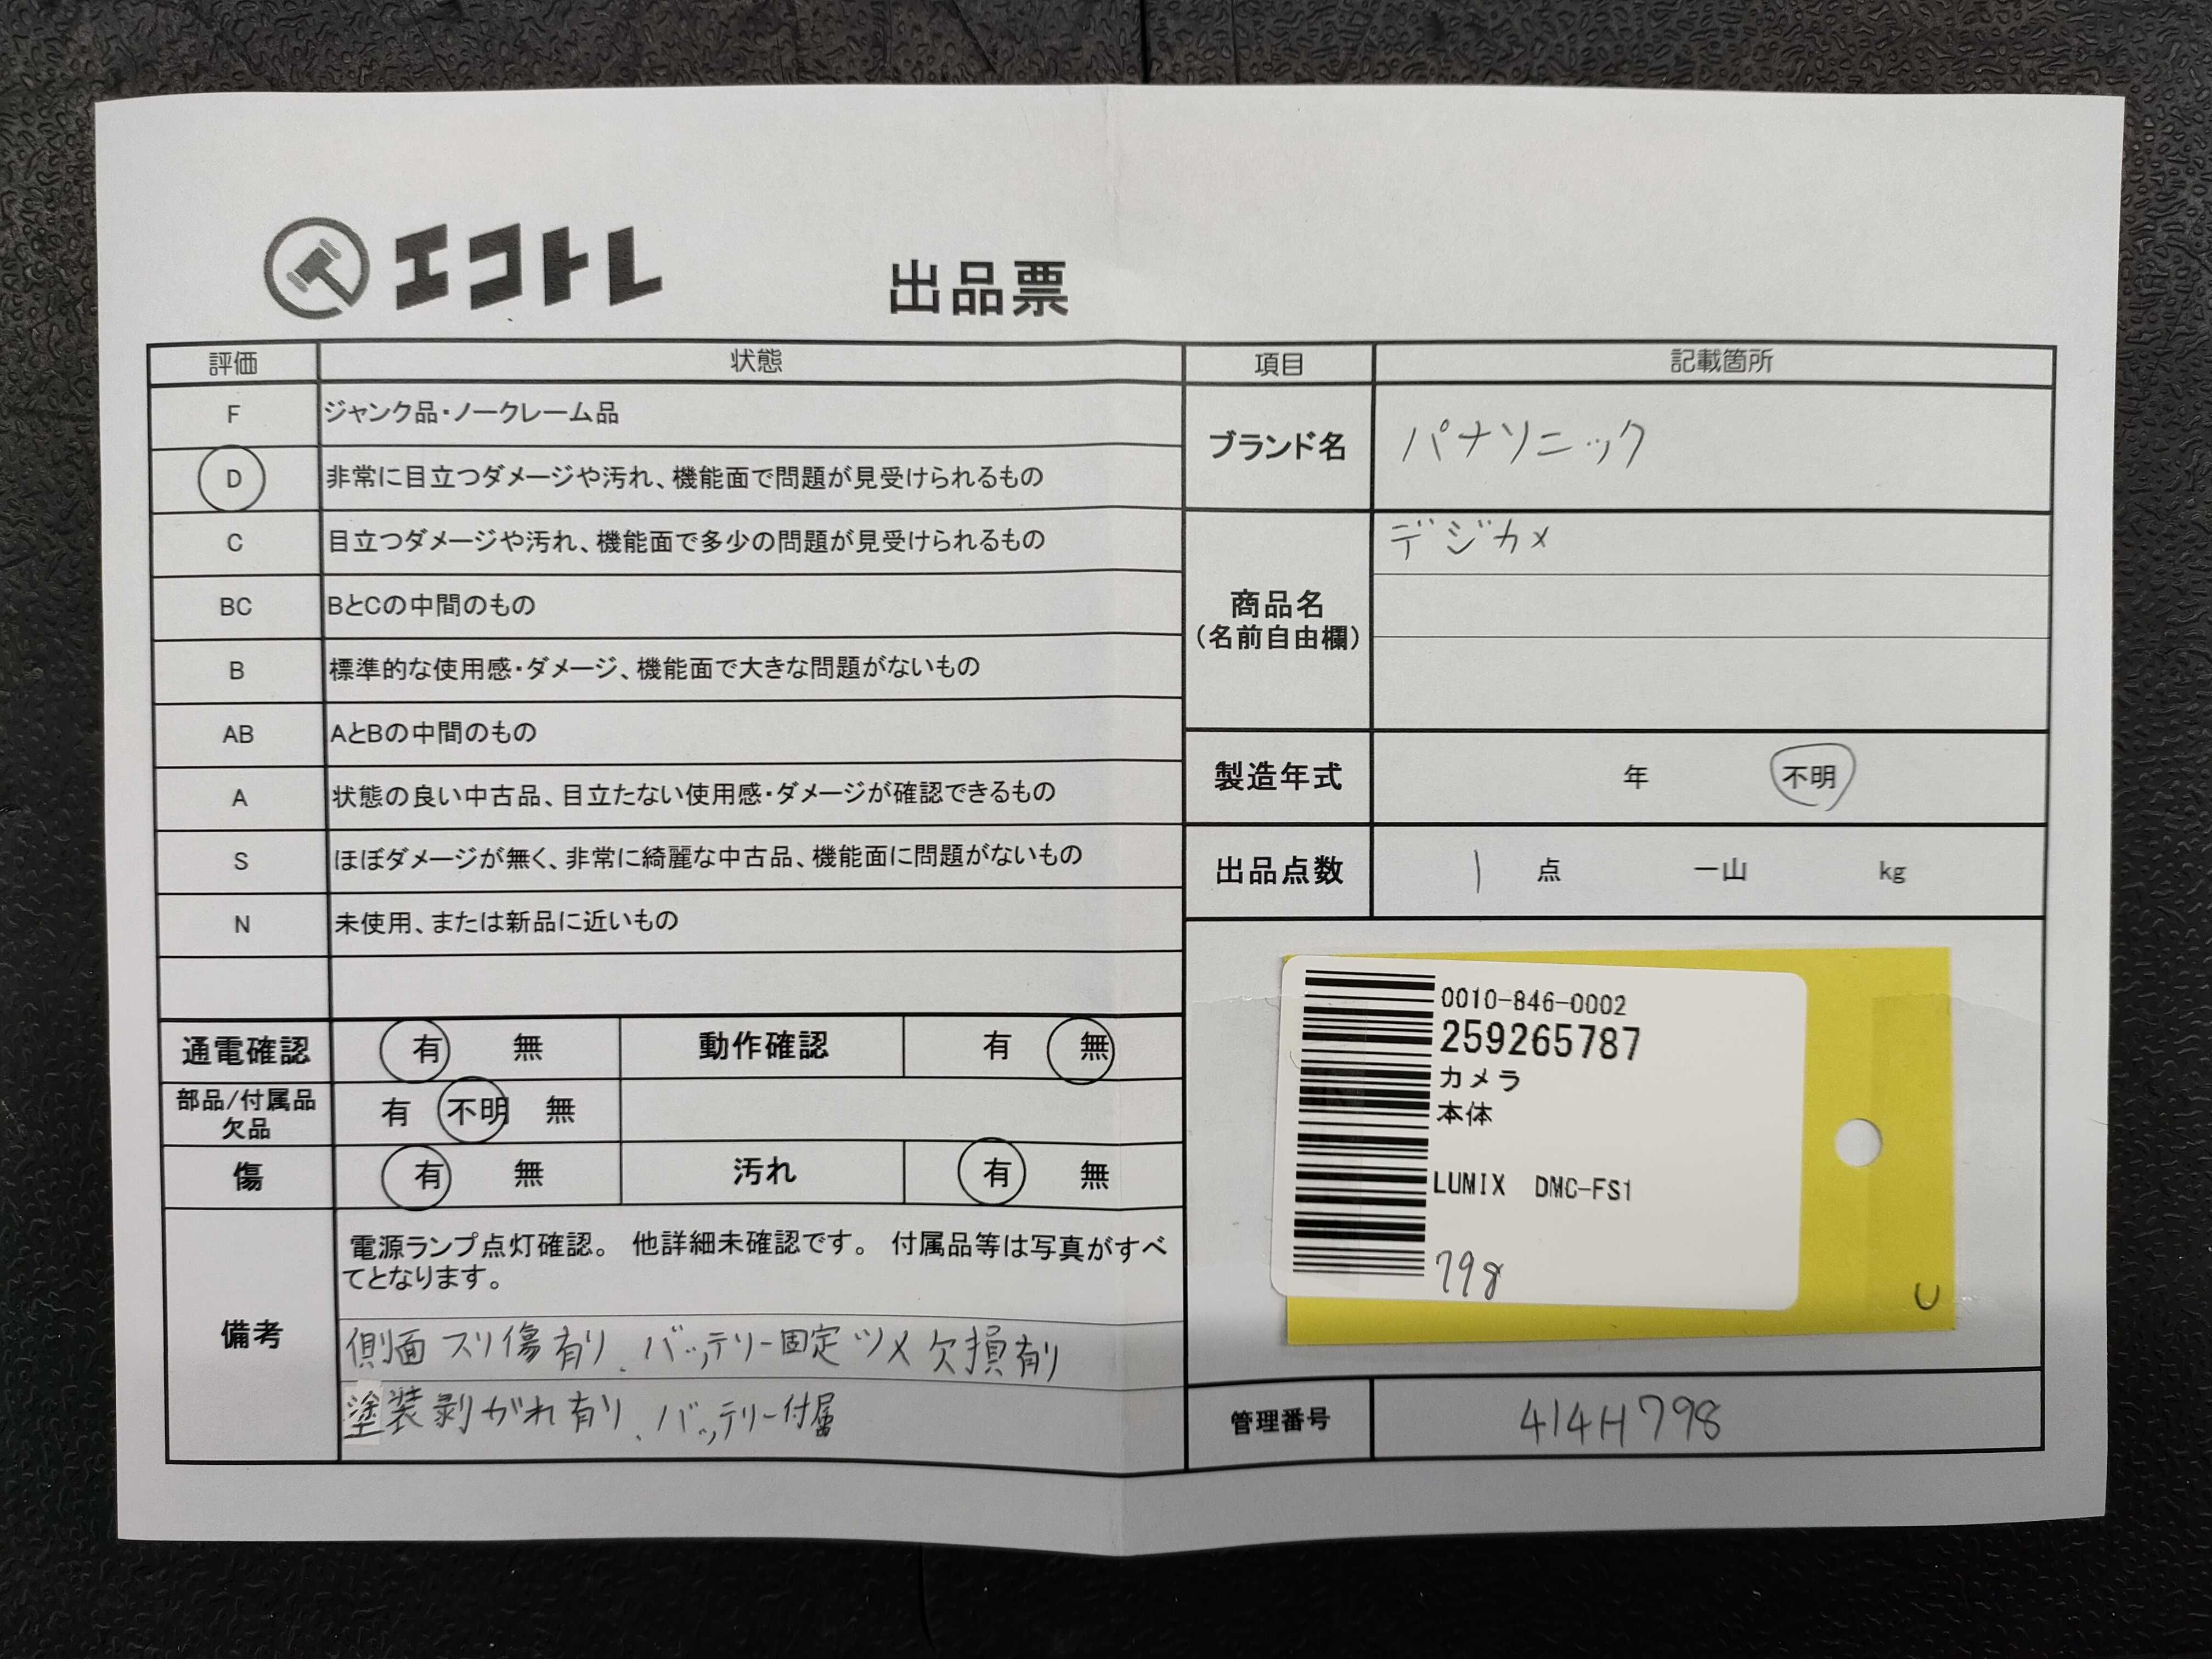 エコトレ
出品票
評価 状態
F ジャンク品・ノークレーム品
D 非常に目立つダメージや汚れ、機能面で問題が見受けられるもの
C 目立つダメージや汚れ、機能面で多少の問題が見受けられるもの
BC BとCの中間のもの
B 標準的な使用感・ダメージ、機能面で大きな問題がないもの
AB AとBの中間のもの
A 状態の良い中古品、目立たない使用感・ダメージが確認できるもの
S ほぼダメージが無く、非常に綺麗な中古品、機能面に問題がないもの
N 未使用、または新品に近いもの
通電確認 有 無 動作確認 有 無
部品/付属品
欠品
有 不明 無
傷 有 無 汚れ 有 無
備考
電源ランプ点灯確認。 他詳細未確認です。 付属品等は写真がすべ
てとなります。
側面スリ傷有り、バッテリー固定ツメ欠損有り
塗装剥がれ有り、バッテリー付属
項目 記載箇所
ブランド名 パナソニック
商品名
(名前自由欄)
デジカメ
製造年式 年 不明
出品点数 1 点 一山 kg
0010-846-0002
259265787
カメラ
本体
LUMIX DMC-FS1
79g
U
管理番号 414H798